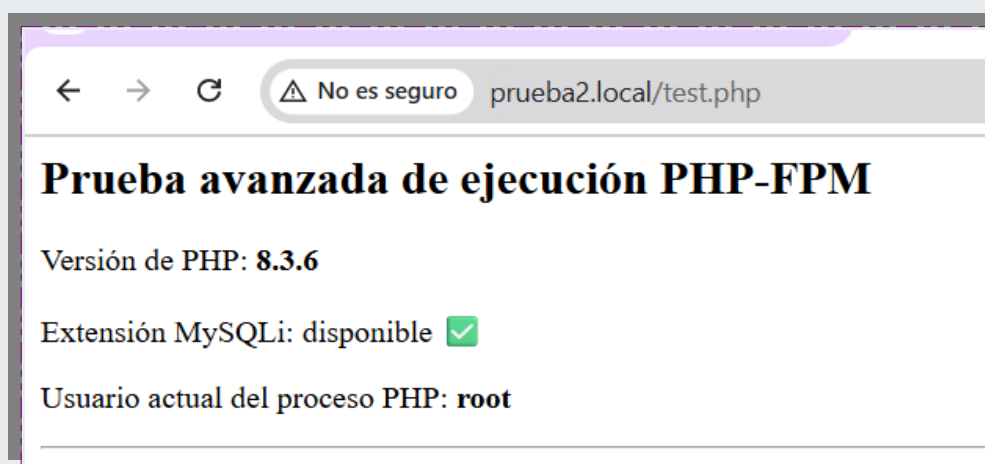 No es seguro prueba2.local/test.php
Prueba avanzada de ejecución PHP-FPM
Versión de PHP: 8.3.6
Extensión MySQLi: disponible ✅
Usuario actual del proceso PHP: root